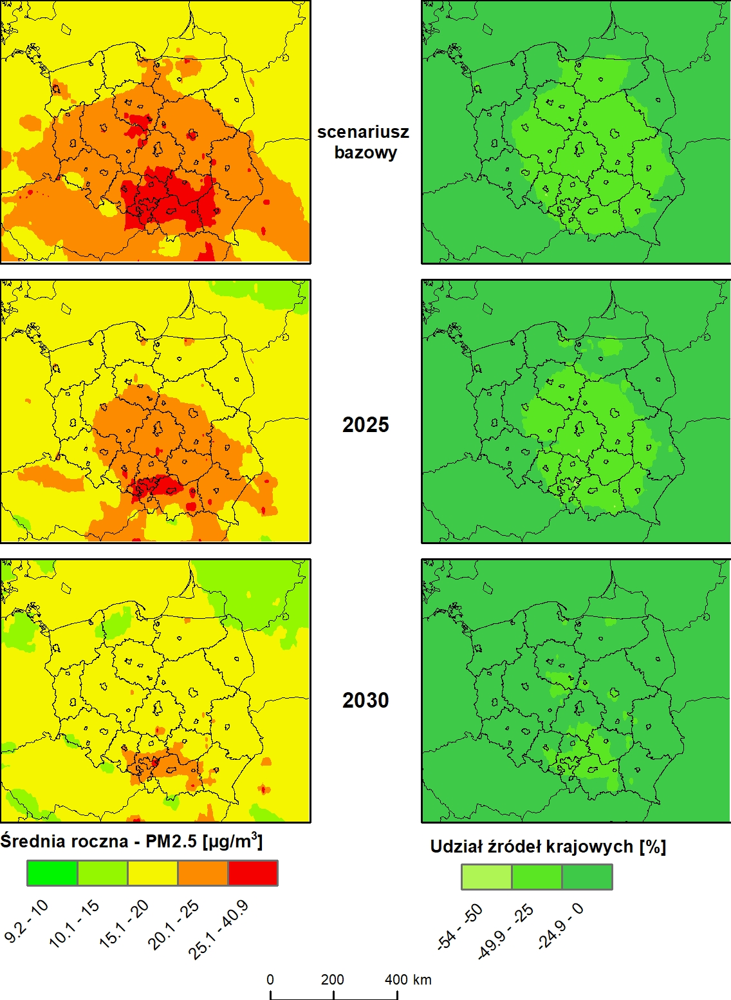 scenariusz
bazowy
2025
2030
Średnia roczna - PM2.5 [µg/m³]
9.2 - 10
10.1 - 15
15.1 - 20
20.1 - 25
25.1 - 40.9
Udział źródeł krajowych [%]
-54 - -50
-49.9 - -25
-24.9 - 0
0 200 400 km